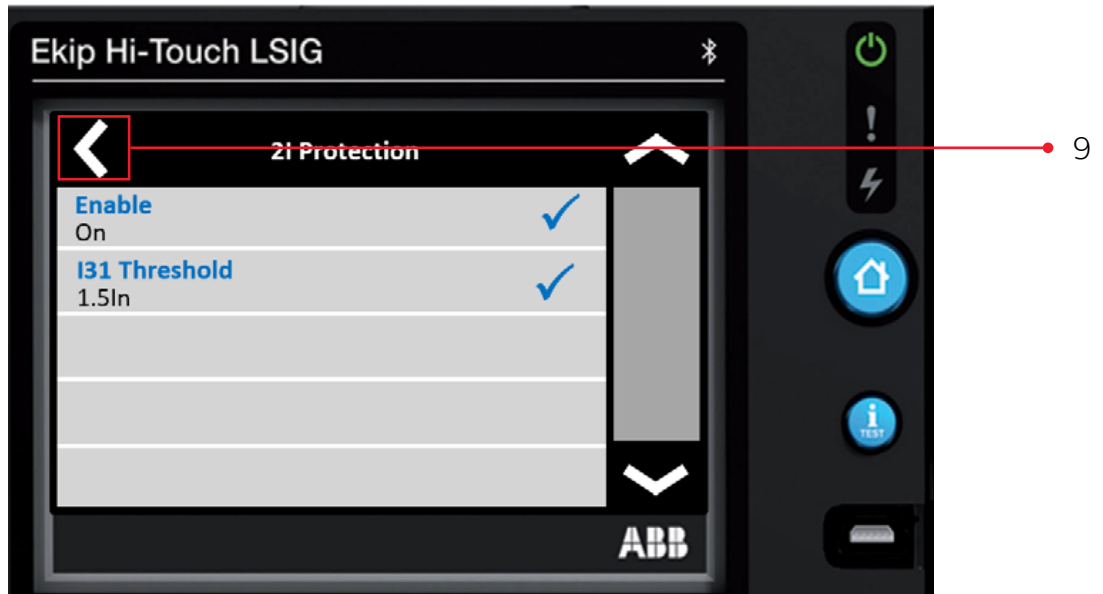 Ekip Hi-Touch LSIG
2I Protection
9
Enable
On
I31 Threshold
1.5In
i
TEST
ABB